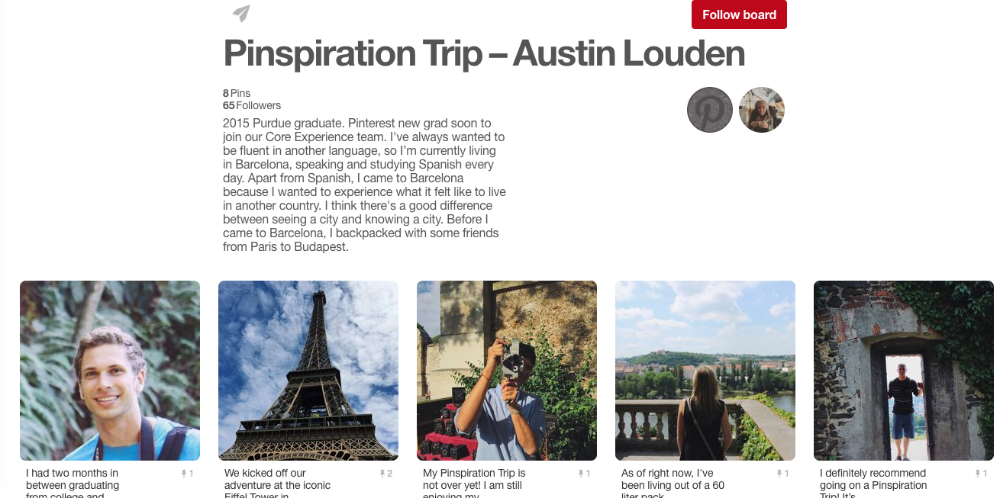 Follow board
Pinspiration Trip – Austin Louden
8 Pins
65 Followers
2015 Purdue graduate. Pinterest new grad soon to
join our Core Experience team. I've always wanted to
be fluent in another language, so I’m currently living
in Barcelona, speaking and studying Spanish every
day. Apart from Spanish, I came to Barcelona
because I wanted to experience what it felt like to live
in another country. I think there's a good difference
between seeing a city and knowing a city. Before I
came to Barcelona, I backpacked with some friends
from Paris to Budapest.
I had two months in
between graduating
from college and
1
We kicked off our
adventure at the iconic
Eiffel Tower in
2
My Pinspiration Trip is
not over yet! I am still
enjoying my
1
As of right now, I've
been living out of a 60
liter pack
1
I definitely recommend
going on a Pinspiration
Trip! It's
1